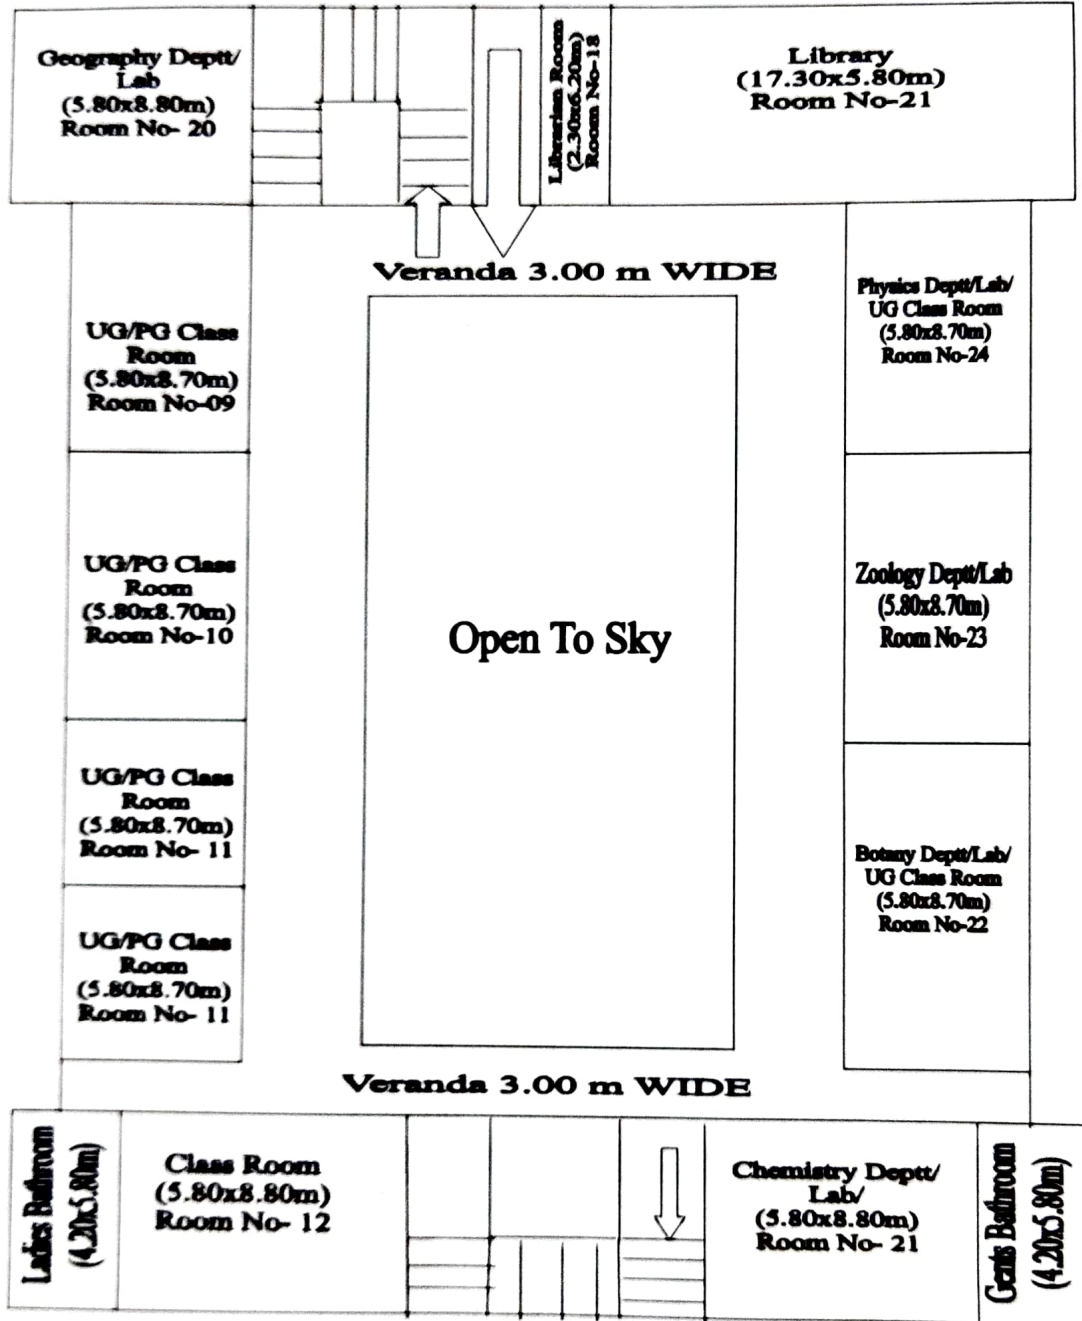 Geography Deptt/
Lab
(5.80x8.80m)
Room No- 20
Librarian Room
(2.30x6.20m)
Room No-18
Library
(17.30x5.80m)
Room No-21
Veranda 3.00 m WIDE
UG/PG Class
Room
(5.80x8.70m)
Room No-09
Physics Deptt/Lab/
UG Class Room
(5.80x8.70m)
Room No-24
UG/PG Class
Room
(5.80x8.70m)
Room No-10
Open To Sky
Zoology Deptt/Lab
(5.80x8.70m)
Room No-23
UG/PG Class
Room
(5.80x8.70m)
Room No- 11
Botany Deptt/Lab/
UG Class Room
(5.80x8.70m)
Room No-22
UG/PG Class
Room
(5.80x8.70m)
Room No- 11
Veranda 3.00 m WIDE
Ladies Bathroom
(4.20x5.80m)
Class Room
(5.80x8.80m)
Room No- 12
Chemistry Deptt/
Lab/
(5.80x8.80m)
Room No- 21
Gents Bathroom
(4.20x5.80m)